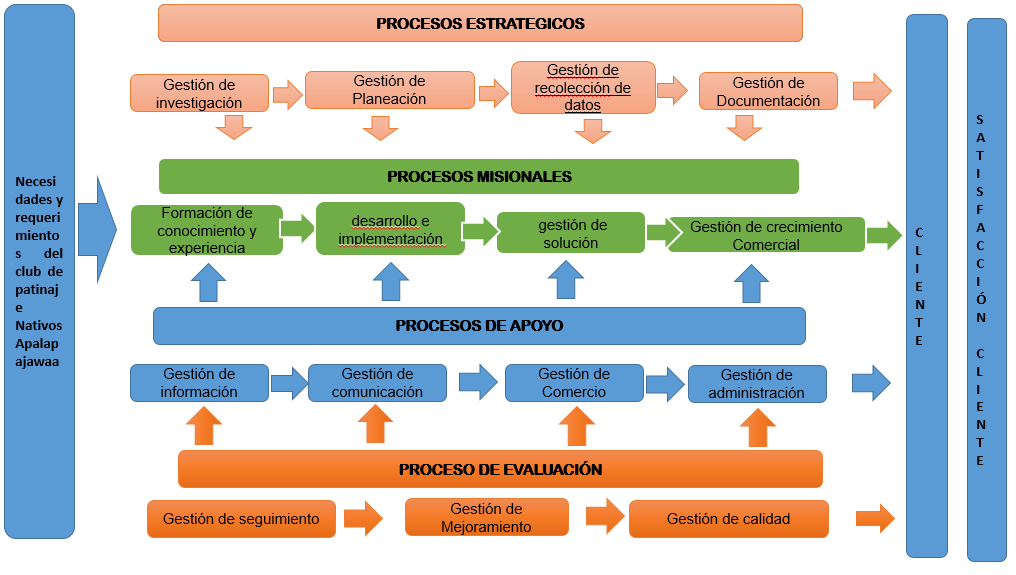 PROCESOS ESTRATEGICOS
Gestión de
investigación
Gestión de
Planeación
Gestión de
recolección de
datos
Gestión de
Documentación
Necesi
dades y
requeri
miento
s del
club de
patinaj
e
Nativos
Apalap
ajawaa
PROCESOS MISIONALES
Formación de
conocimiento y
experiencia
desarrollo e
implementación
gestión de
solución
Gestión de crecimiento
Comercial
PROCESOS DE APOYO
Gestión de
información
Gestión de
comunicación
Gestión de
Comercio
Gestión de
administración
PROCESO DE EVALUACIÓN
Gestión de seguimiento
Gestión de
Mejoramiento
Gestión de calidad
C
L
I
E
N
T
E
S
A
T
I
S
F
A
C
C
I
Ó
N
C
L
I
E
N
T
E